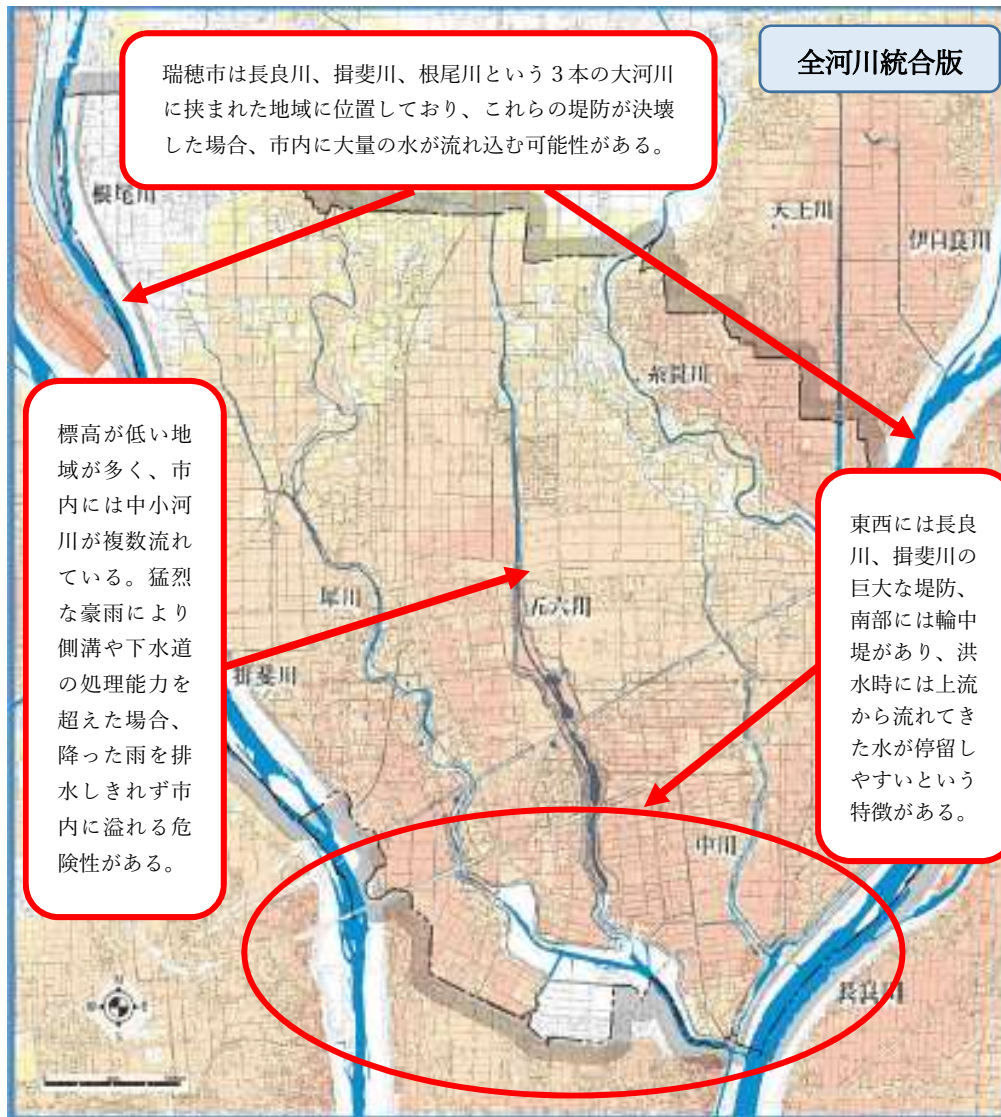 全河川統合版
瑞穂市は長良川、揖斐川、根尾川という3本の大河川
に挟まれた地域に位置しており、これらの堤防が決壊
した場合、市内に大量の水が流れ込む可能性がある。
根尾川
天王川
伊自良川
糸貫川
標高が低い地
域が多く、市
内には中小河
川が複数流れ
ている。猛烈
な豪雨により
側溝や下水道
の処理能力を
超えた場合、
降った雨を排
水しきれず市
内に溢れる危
険性がある。
東西には長良
川、揖斐川の
巨大な堤防、
南部には輪中
堤があり、洪
水時には上流
から流れてき
た水が停留し
やすいという
特徴がある。
犀川
五六川
揖斐川
中川
長良川